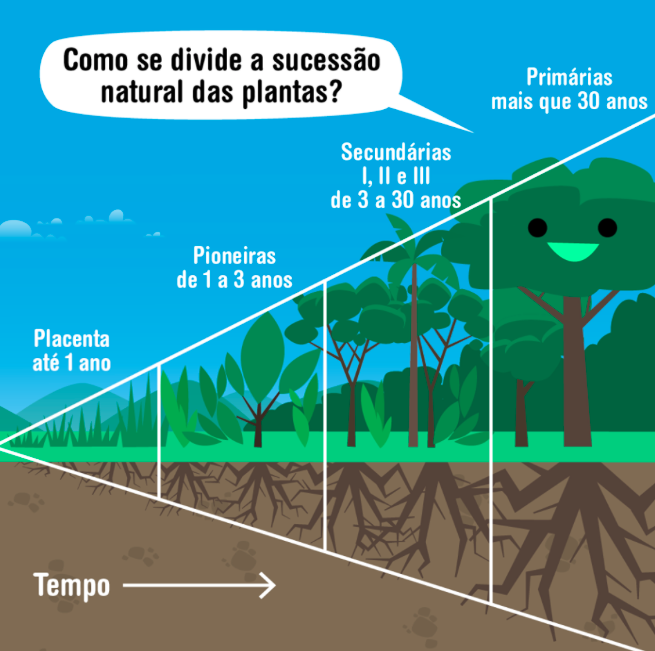 Como se divide a sucessão
natural das plantas?
Primárias
mais que 30 anos
Secundárias
I, II e III
de 3 a 30 anos
Pioneiras
de 1 a 3 anos
Placenta
até 1 ano
Tempo